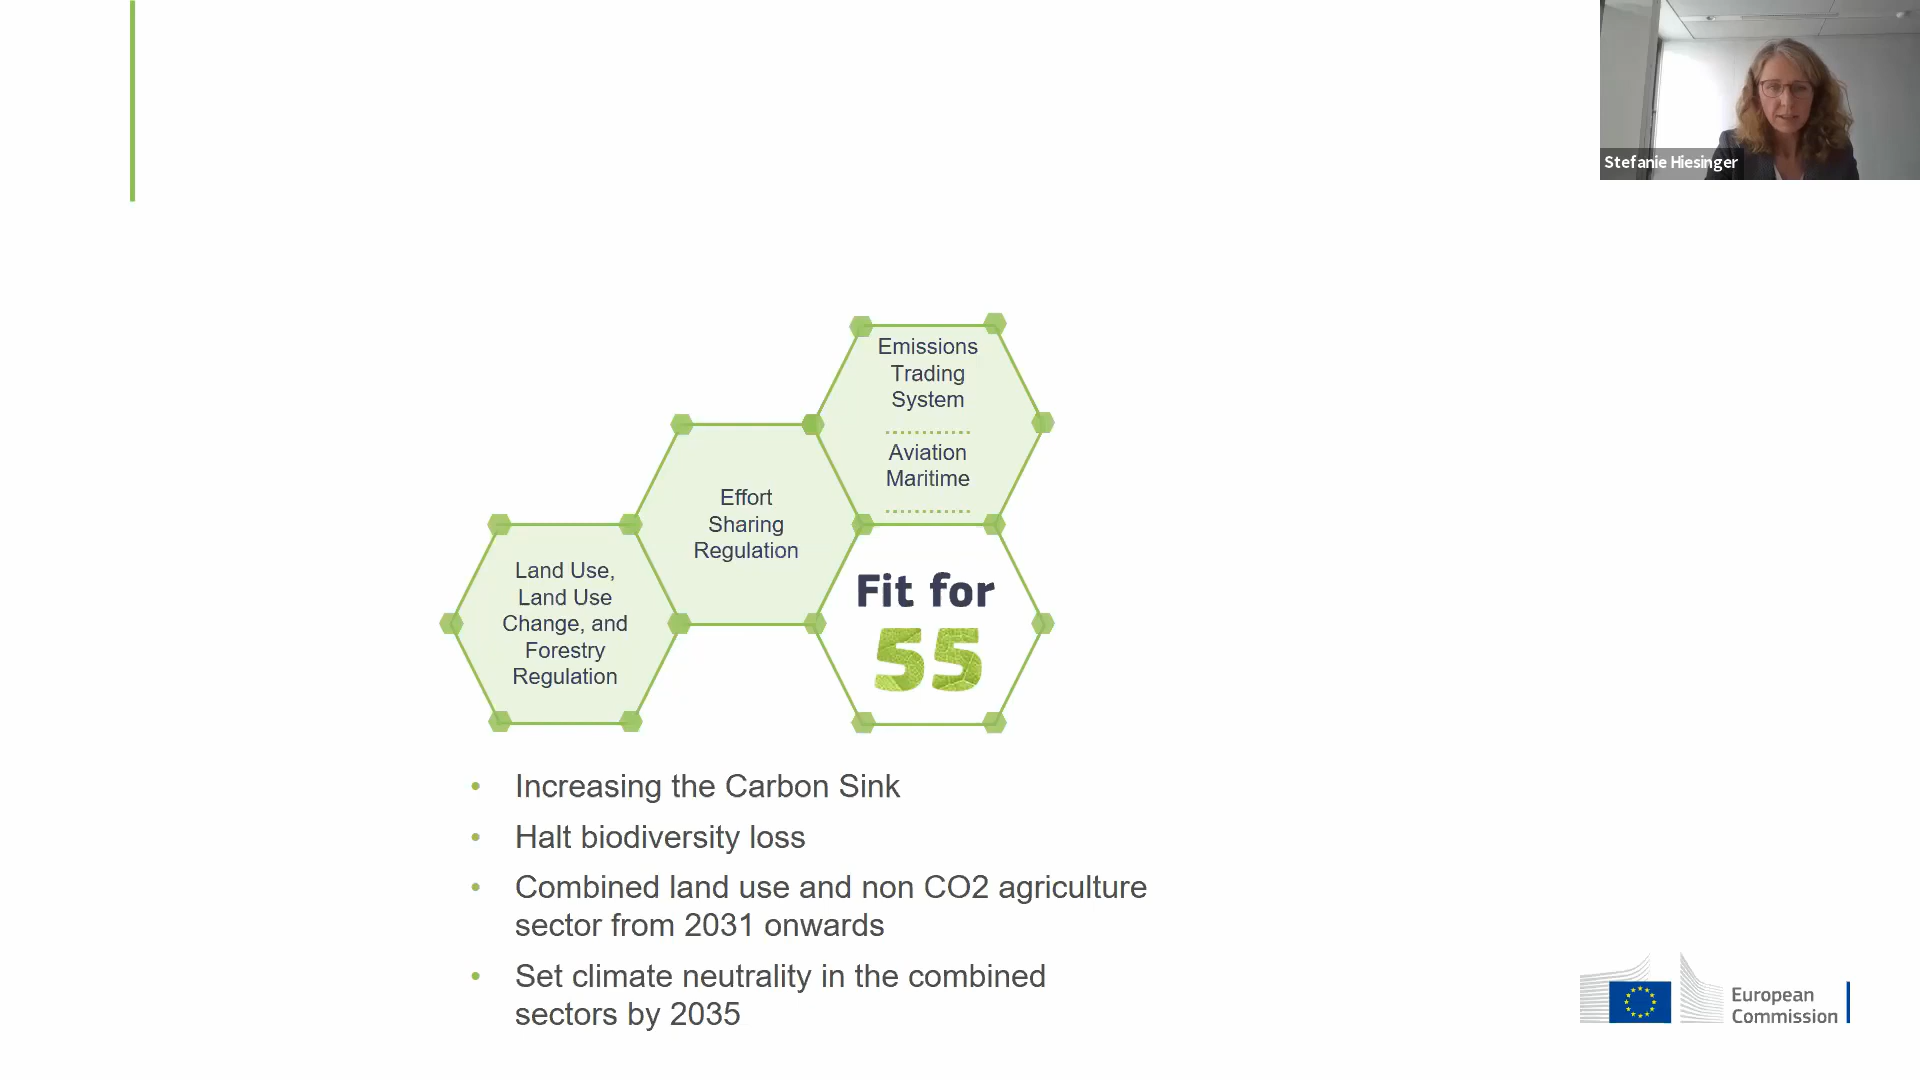 Stefanie Hiesinger
Emissions
Trading
System
Aviation
Maritime
Effort
Sharing
Regulation
Land Use,
Land Use
Change, and
Forestry
Regulation
Fit for
55
• Increasing the Carbon Sink
• Halt biodiversity loss
• Combined land use and non CO2 agriculture
sector from 2031 onwards
• Set climate neutrality in the combined
sectors by 2035
European
Commission